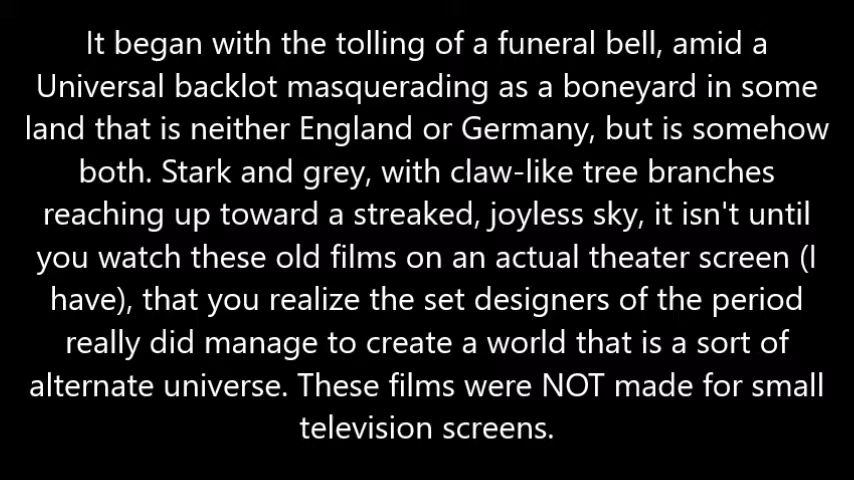 It began with the tolling of a funeral bell, amid a
Universal backlot masquerading as a boneyard in some
land that is neither England or Germany, but is somehow
both. Stark and grey, with claw-like tree branches
reaching up toward a streaked, joyless sky, it isn't until
you watch these old films on an actual theater screen (I
have), that you realize the set designers of the period
really did manage to create a world that is a sort of
alternate universe. These films were NOT made for small
television screens.